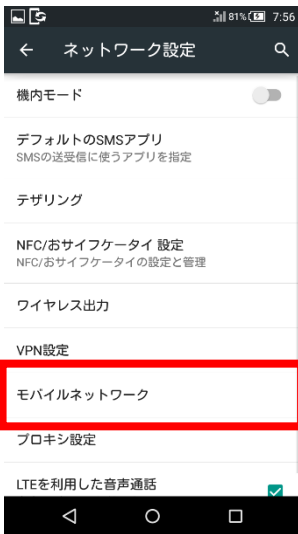 81% 7:56
ネットワーク設定
機内モード
デフォルトのSMSアプリ
SMSの送受信に使うアプリを指定
テザリング
NFC/おサイフケータイ 設定
NFC/おサイフケータイの設定と管理
ワイヤレス出力
VPN設定
モバイルネットワーク
プロキシ設定
LTEを利用した音声通話